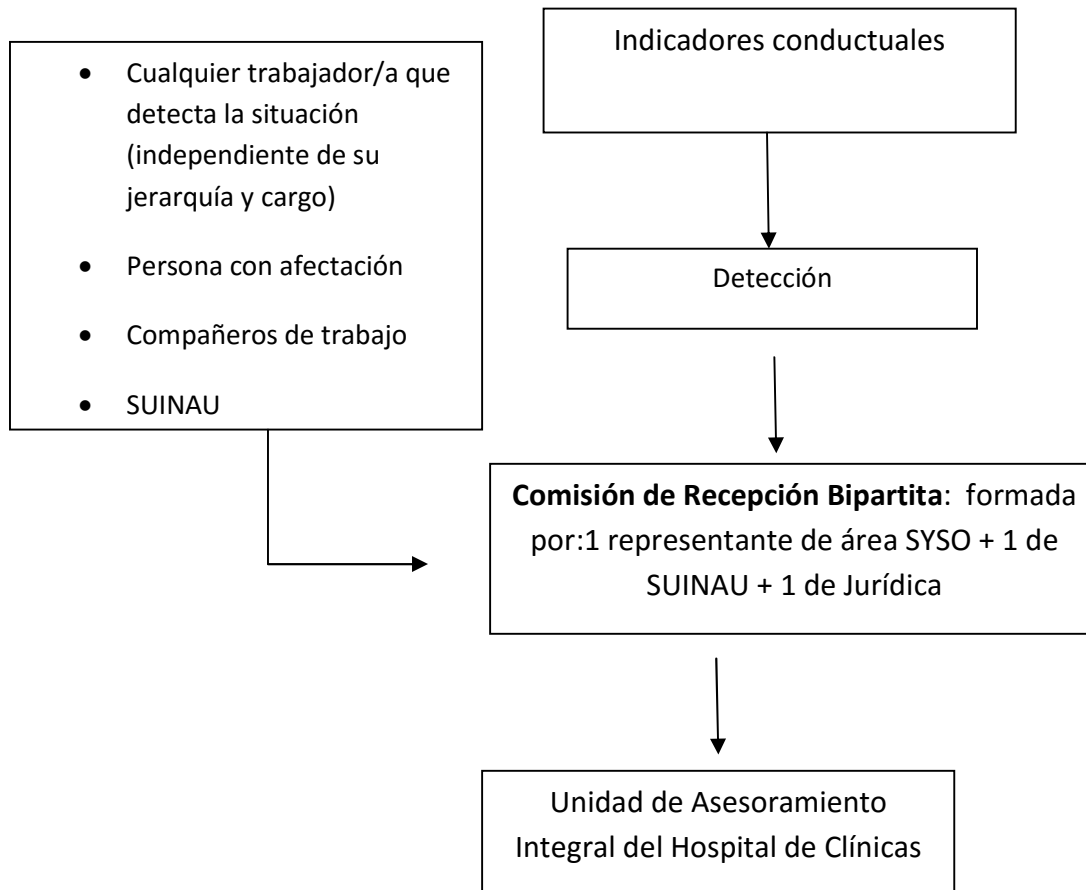 Indicadores conductuales
• Cualquier trabajador/a que
detecta la situación
(independiente de su
jerarquía y cargo)
• Persona con afectación
• Compañeros de trabajo
• SUINAU
Detección
Comisión de Recepción Bipartita: formada
por:1 representante de área SYSO + 1 de
SUINAU + 1 de Jurídica
Unidad de Asesoramiento
Integral del Hospital de Clínicas